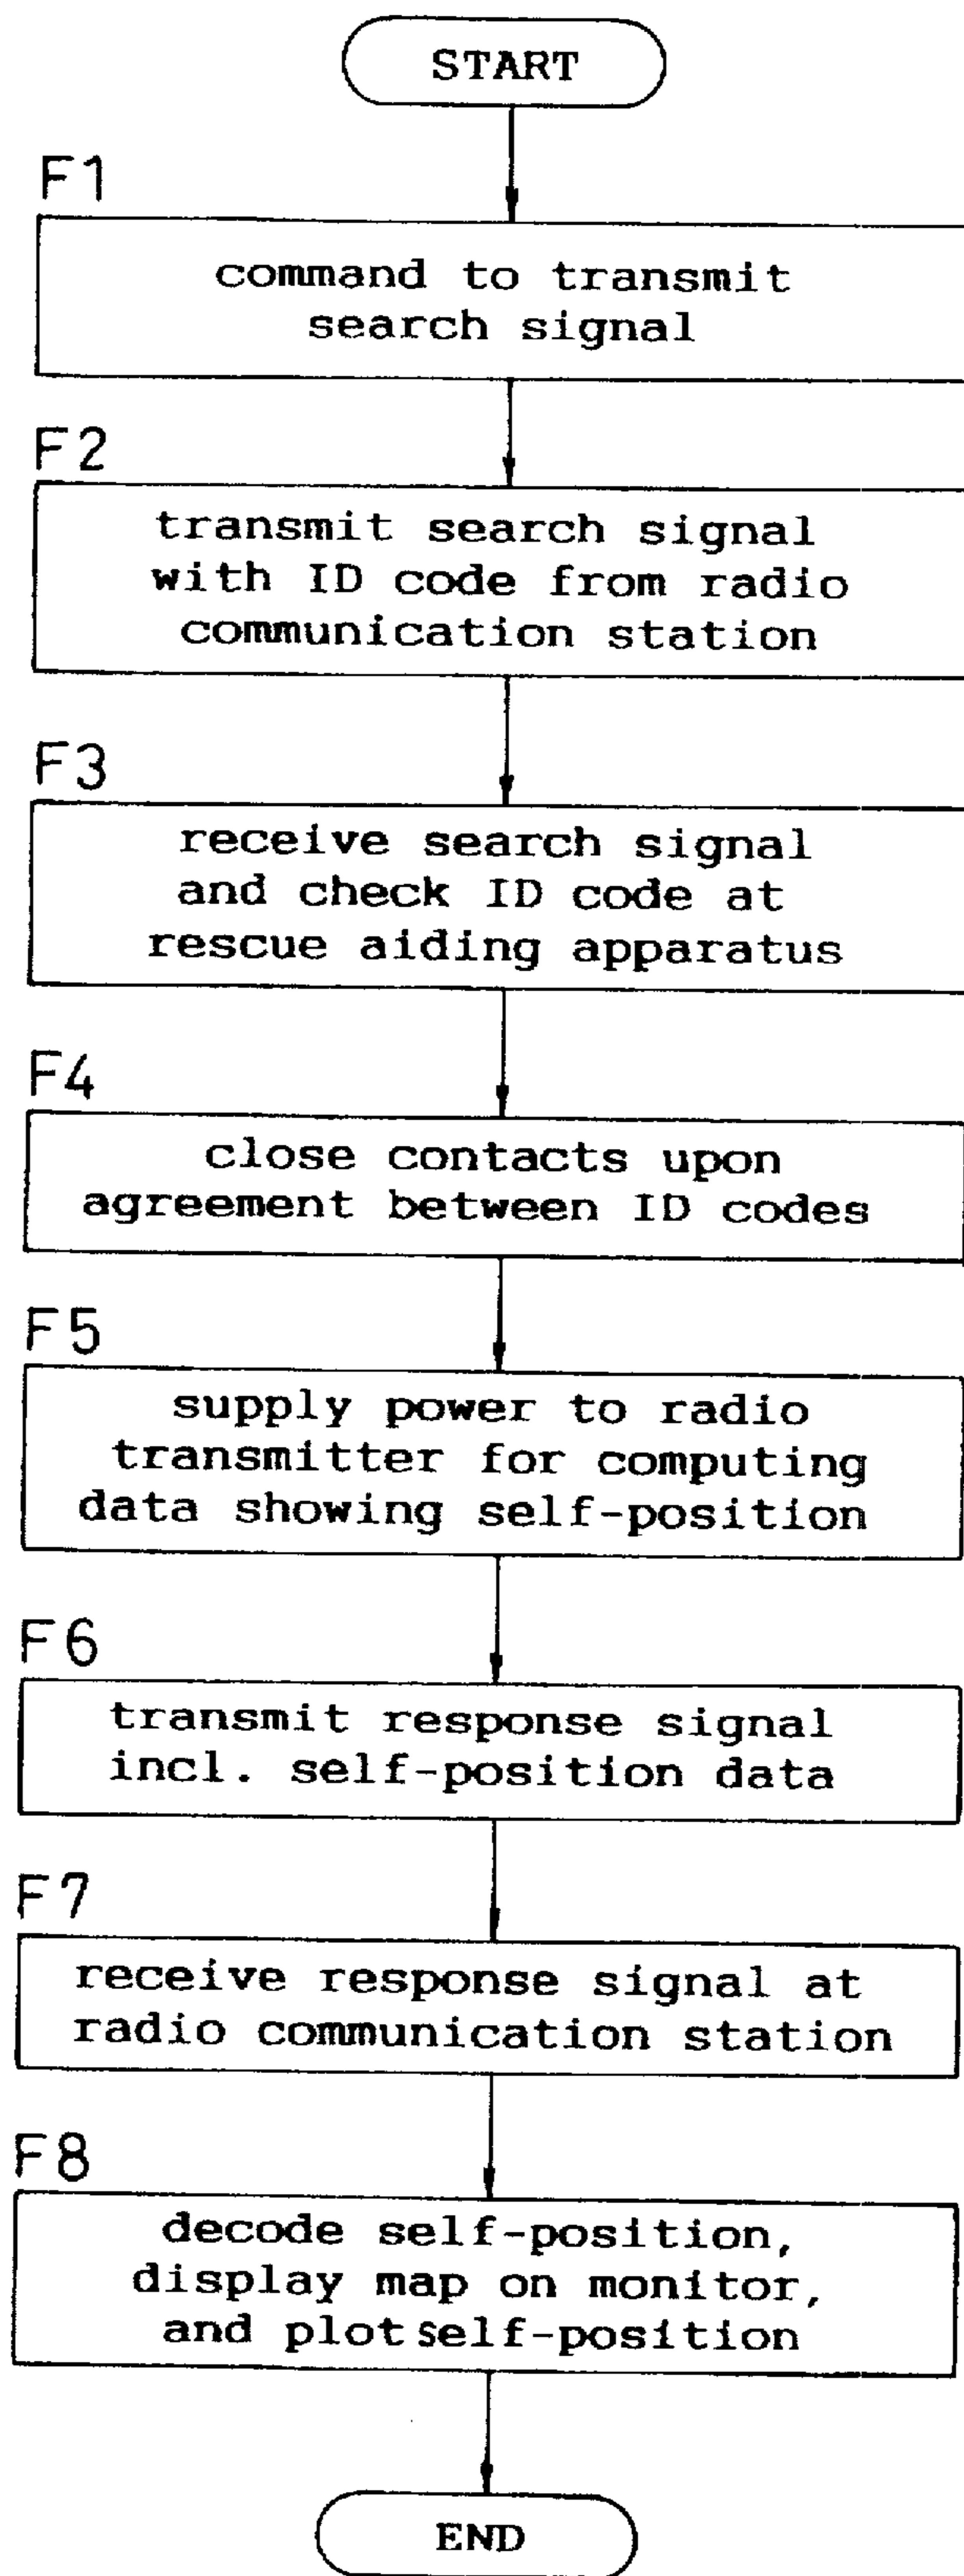 START
F1
command to transmit
search signal
F2
transmit search signal
with ID code from radio
communication station
F3
receive search signal
and check ID code at
rescue aiding apparatus
F4
close contacts upon
agreement between ID codes
F5
supply power to radio
transmitter for computing
data showing self-position
F6
transmit response signal
incl. self-position data
F7
receive response signal at
radio communication station
F8
decode self-position,
display map on monitor,
and plot self-position
END